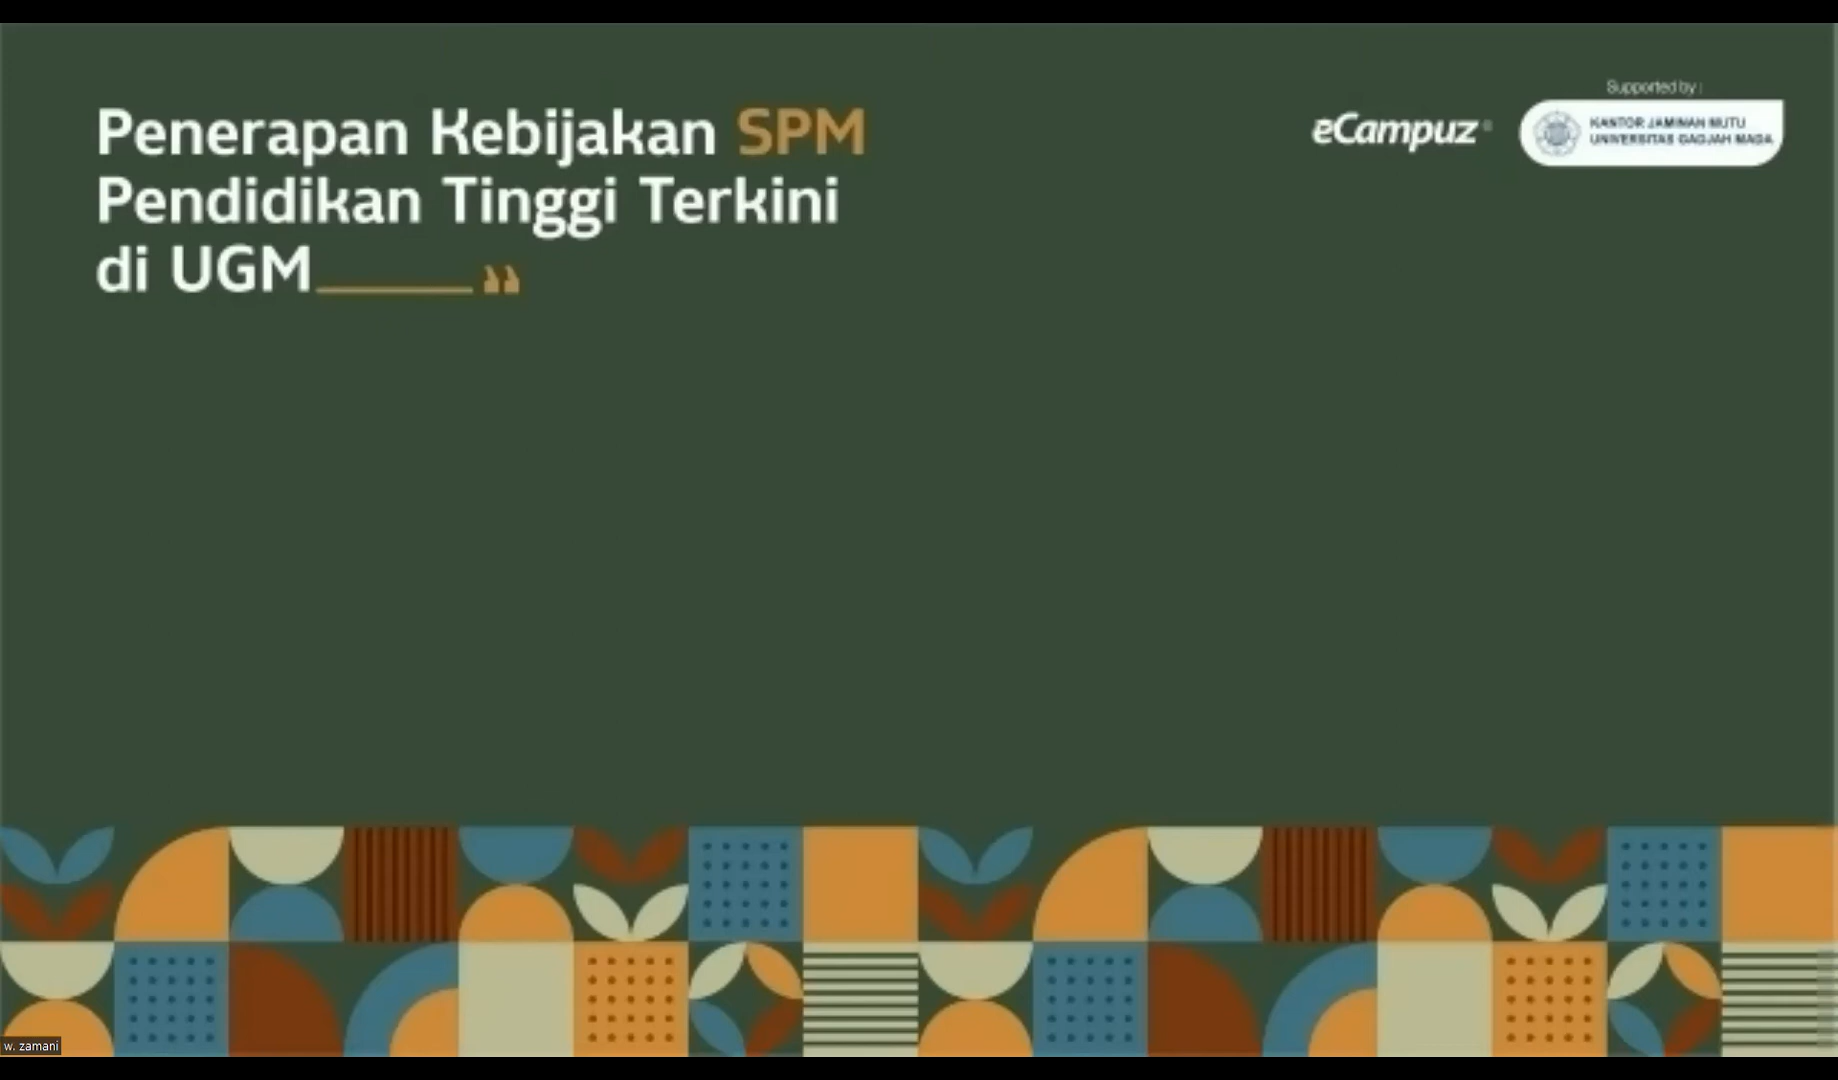 Penerapan Kebijakan SPM
Pendidikan Tinggi Terkini
di UGM
eCampuz®
Supported by :
KANTOR JAMINAN MUTU
UNIVERSITAS GADJAH MADA
w. zamani